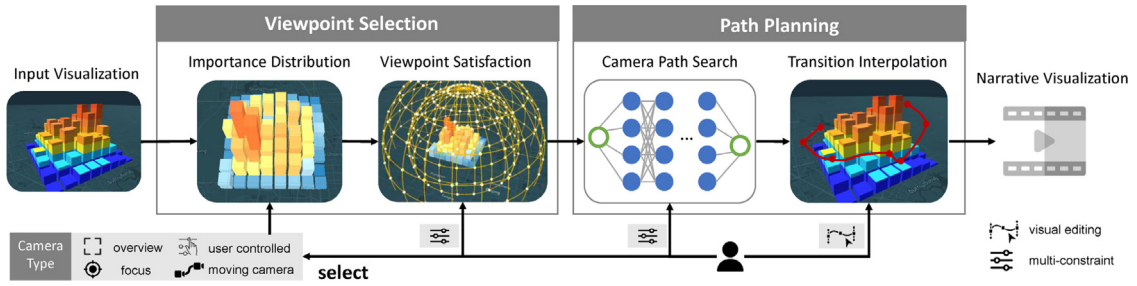 Viewpoint Selection
Path Planning
Input Visualization
Importance Distribution
Viewpoint Satisfaction
Camera Path Search
Transition Interpolation
Narrative Visualization
...
Camera
Type
overview
user controlled
focus
moving camera
select
visual editing
multi-constraint